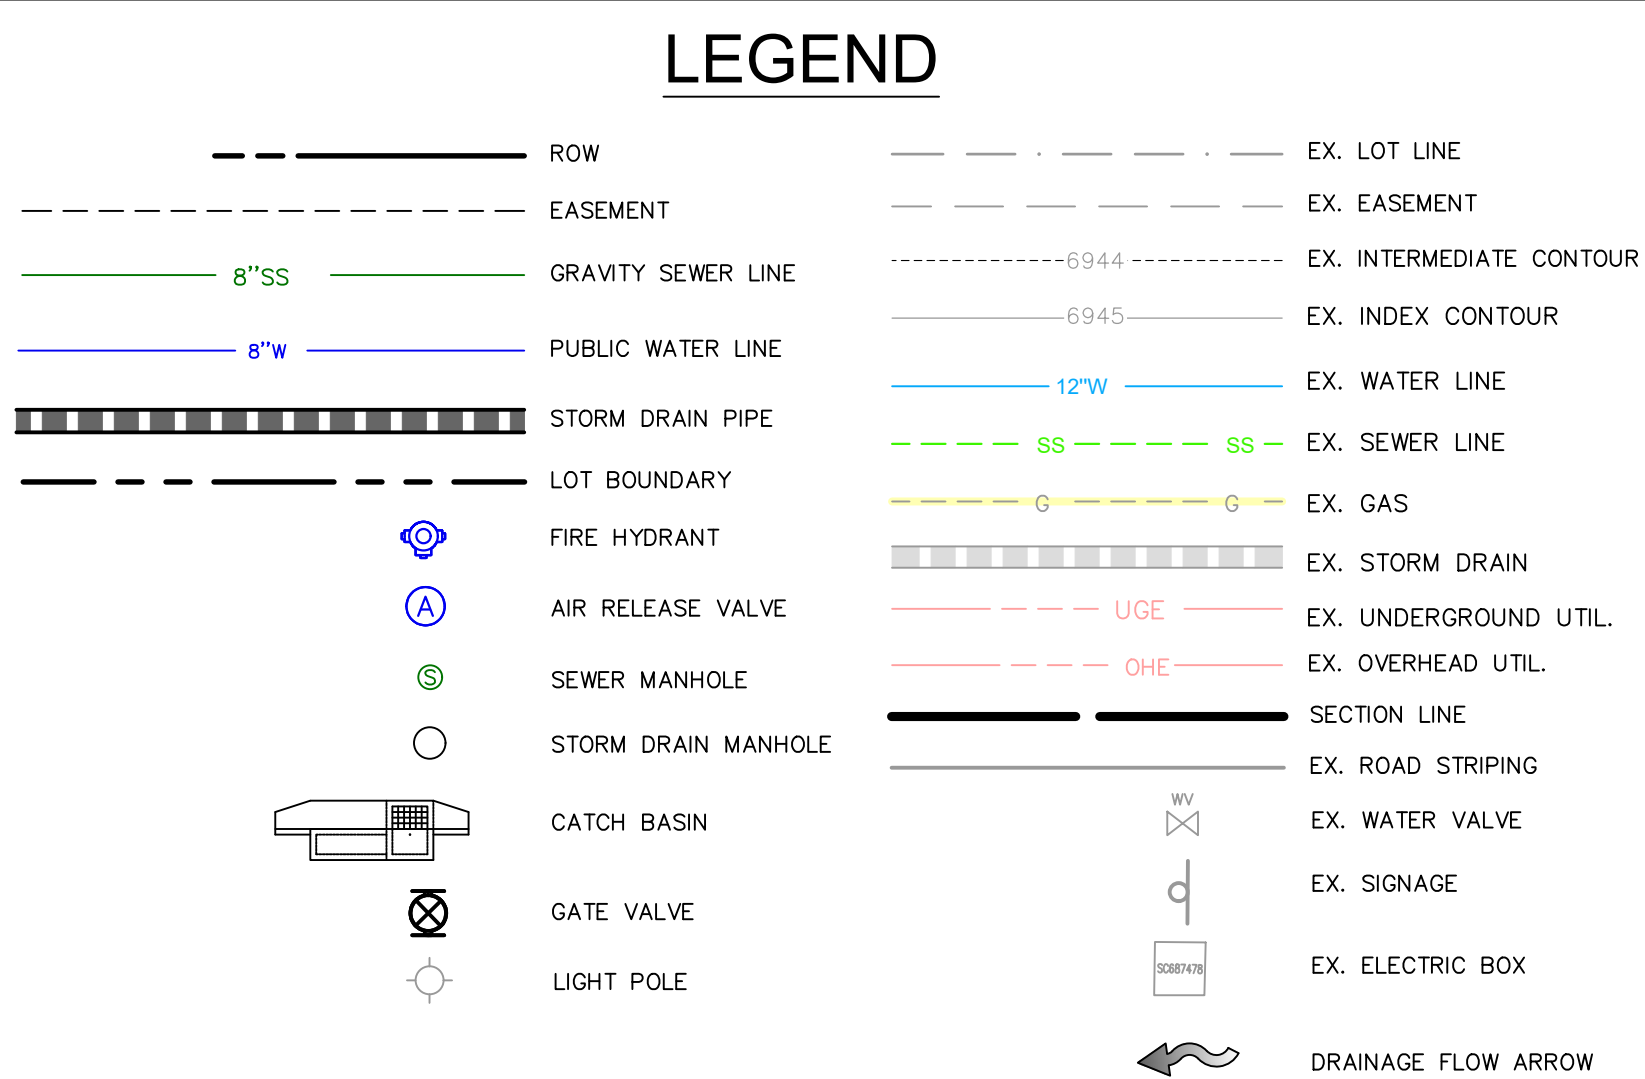 LEGEND
ROW
EASEMENT
8''SS GRAVITY SEWER LINE
8''W PUBLIC WATER LINE
STORM DRAIN PIPE
LOT BOUNDARY
FIRE HYDRANT
A AIR RELEASE VALVE
S SEWER MANHOLE
STORM DRAIN MANHOLE
CATCH BASIN
GATE VALVE
LIGHT POLE
EX. LOT LINE
EX. EASEMENT
6944 EX. INTERMEDIATE CONTOUR
6945 EX. INDEX CONTOUR
12"W EX. WATER LINE
SS SS EX. SEWER LINE
G G EX. GAS
EX. STORM DRAIN
UGE EX. UNDERGROUND UTIL.
OHE EX. OVERHEAD UTIL.
SECTION LINE
EX. ROAD STRIPING
WV
EX. WATER VALVE
EX. SIGNAGE
SC687478 EX. ELECTRIC BOX
DRAINAGE FLOW ARROW